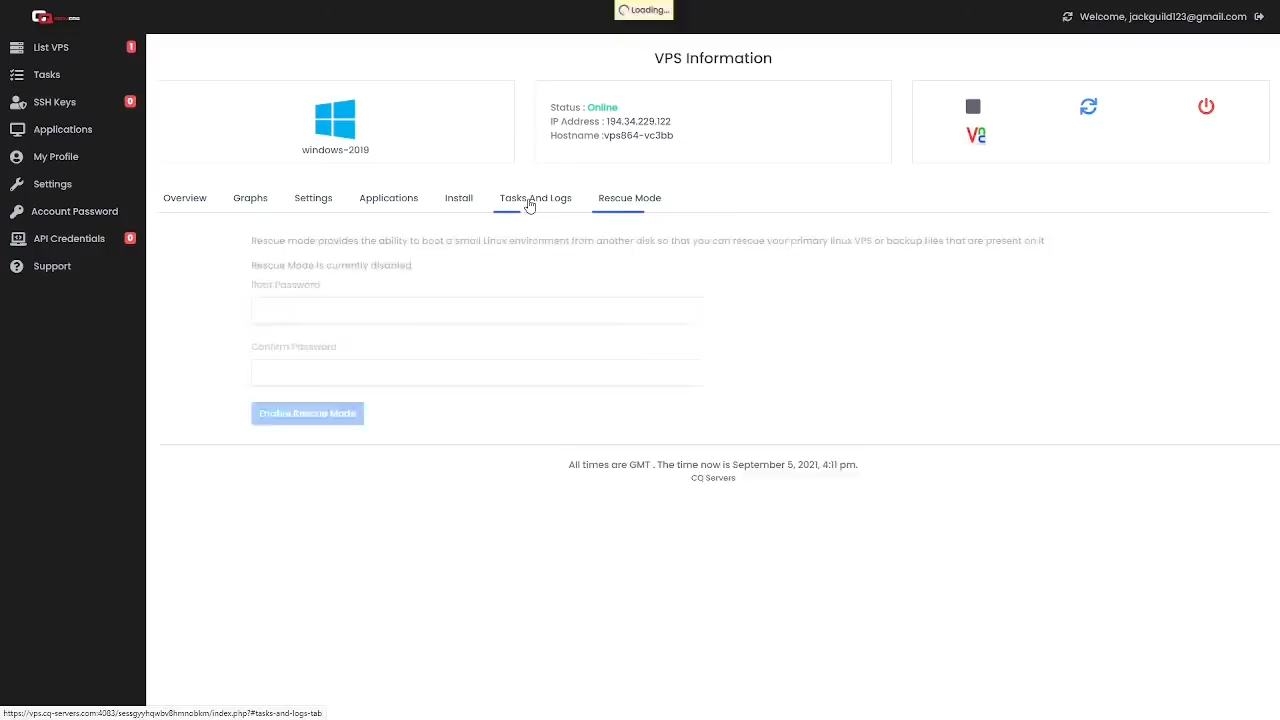 Loading...
Welcome, jackguild123@gmail.com
List VPS
1
Tasks
SSH Keys
0
Applications
My Profile
Settings
Account Password
API Credentials
0
Support
VPS Information
windows-2019
Status : Online
IP Address : 194.34.229.122
Hostname :vps864-vc3bb
Overview
Graphs
Settings
Applications
Install
Tasks And Logs
Rescue Mode
Rescue mode provides the ability to boot a small Linux environment from another disk so that you can rescue your primary linux VPS or backup files that are present on it
Rescue Mode is currently disabled
Root Password
Confirm Password
Enable Rescue Mode
All times are GMT . The time now is September 5, 2021, 4:11 pm.
CQ Servers